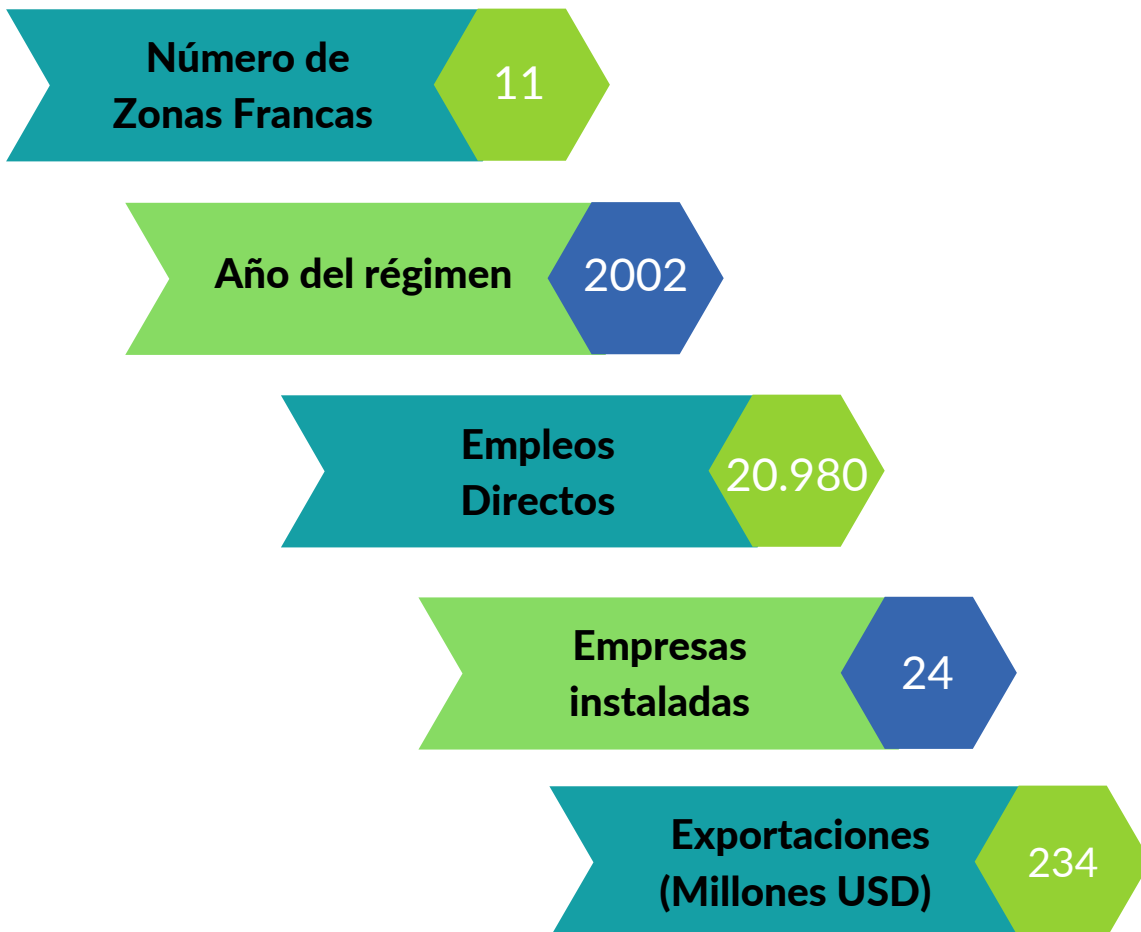 Número de
Zonas Francas
11
Año del régimen
2002
Empleos
Directos
20.980
Empresas
instaladas
24
Exportaciones
(Millones USD)
234